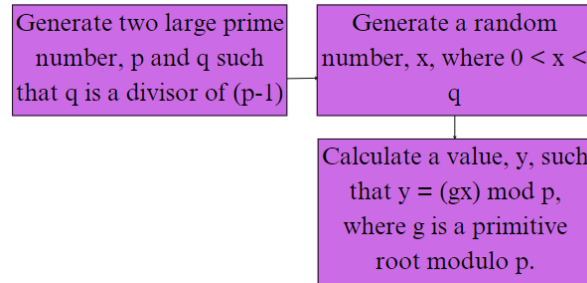 Generate two large prime
number, p and q such
that q is a divisor of (p-1)
Generate a random
number, x, where 0 < x <
q
Calculate a value, y, such
that y = (gx) mod p,
where g is a primitive
root modulo p.